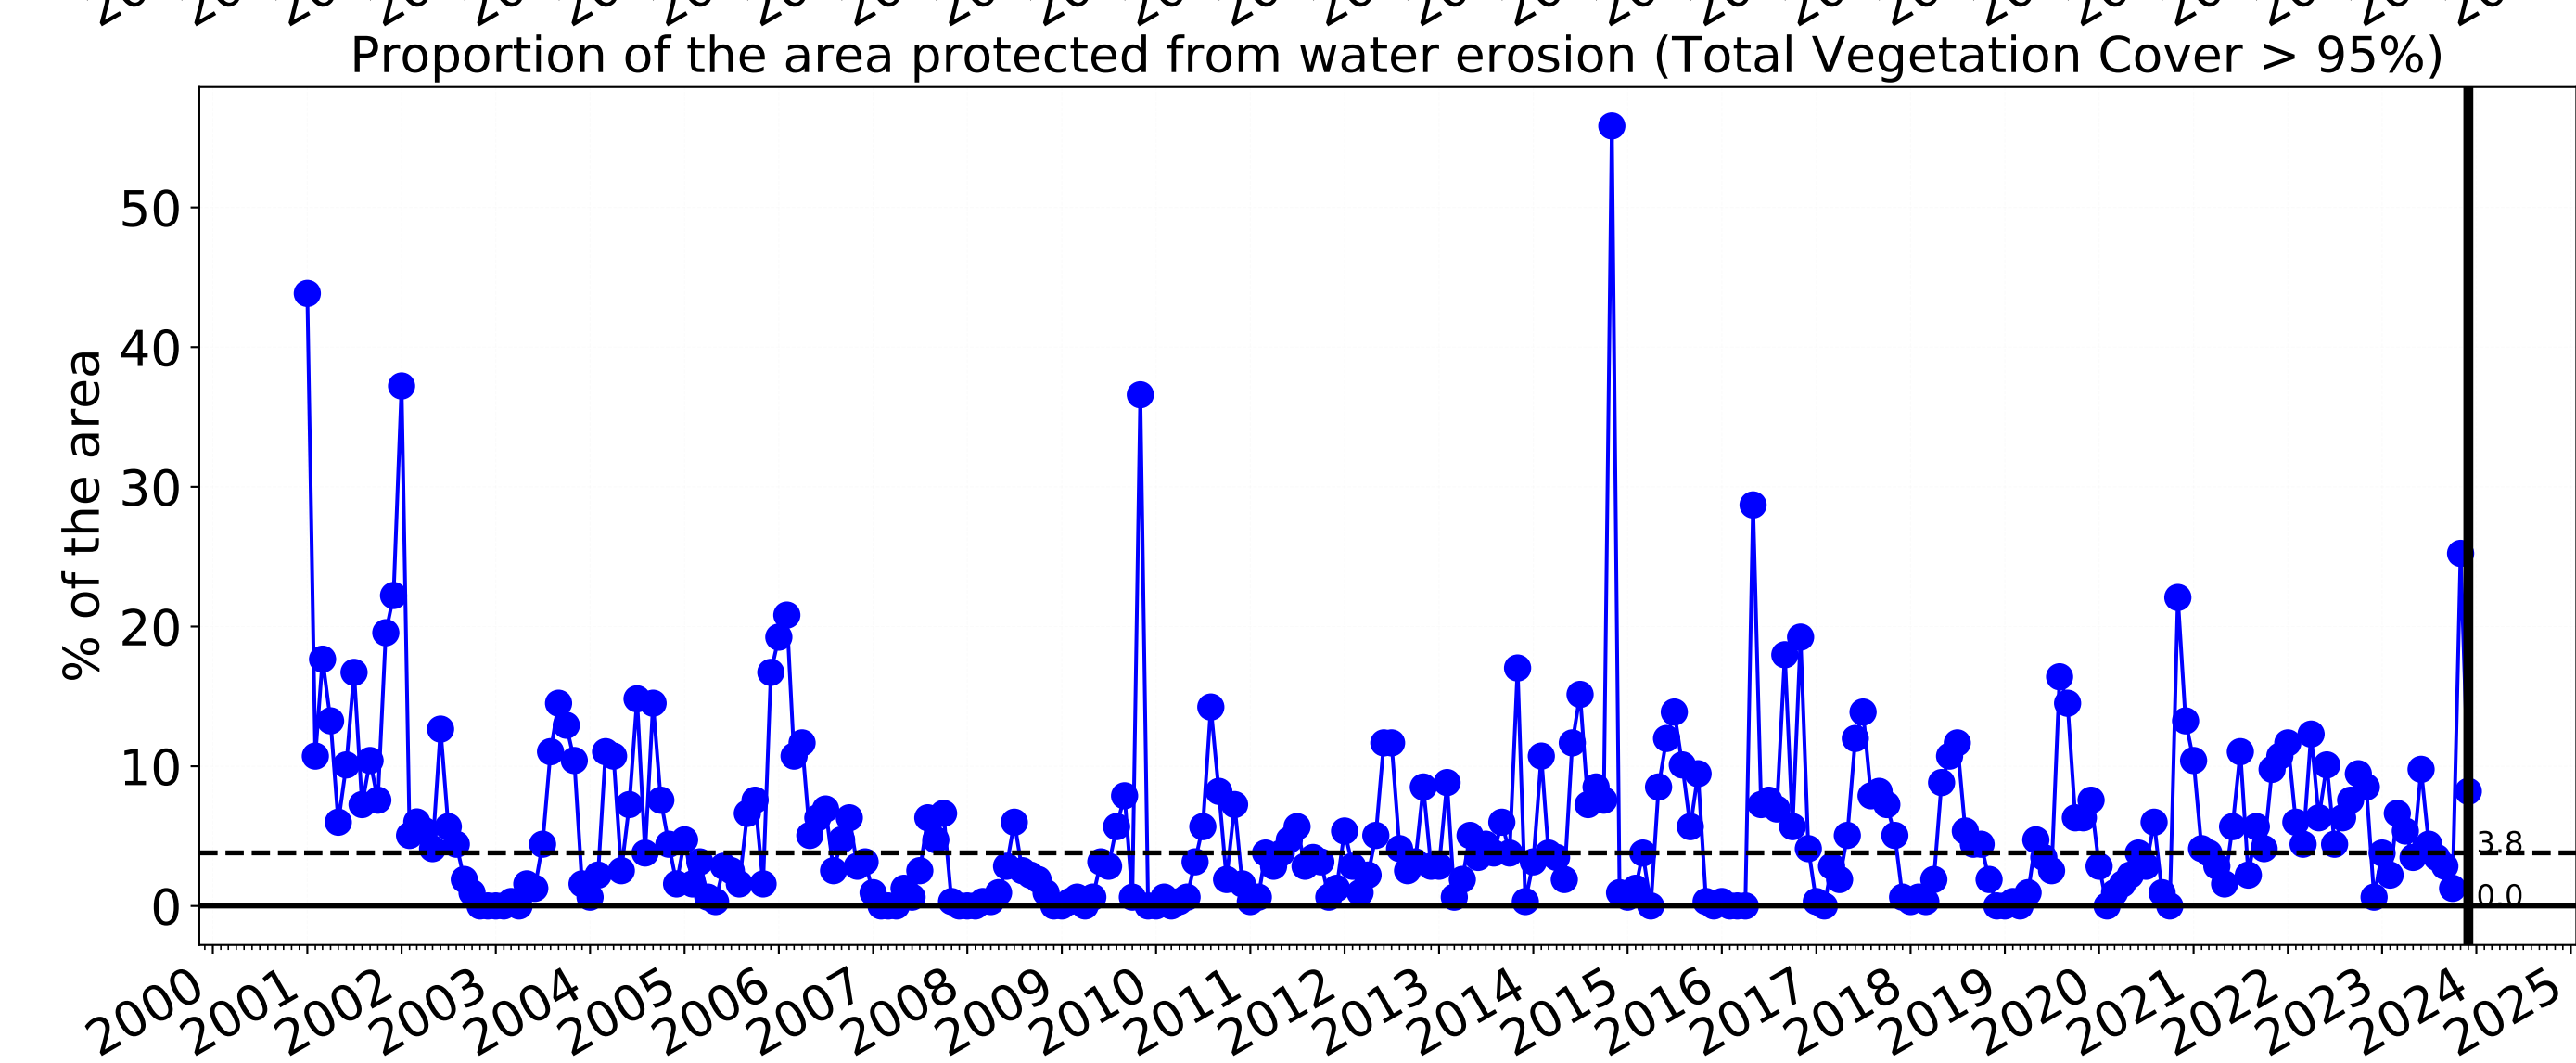 Proportion of the area protected from water erosion (Total Vegetation Cover > 95%)
% of the area
50
40
30
20
10
0
3.8
0.0
2000 2001 2002 2003 2004 2005 2006 2007 2008 2009 2010 2011 2012 2013 2014 2015 2016 2017 2018 2019 2020 2021 2022 2023 2024 2025